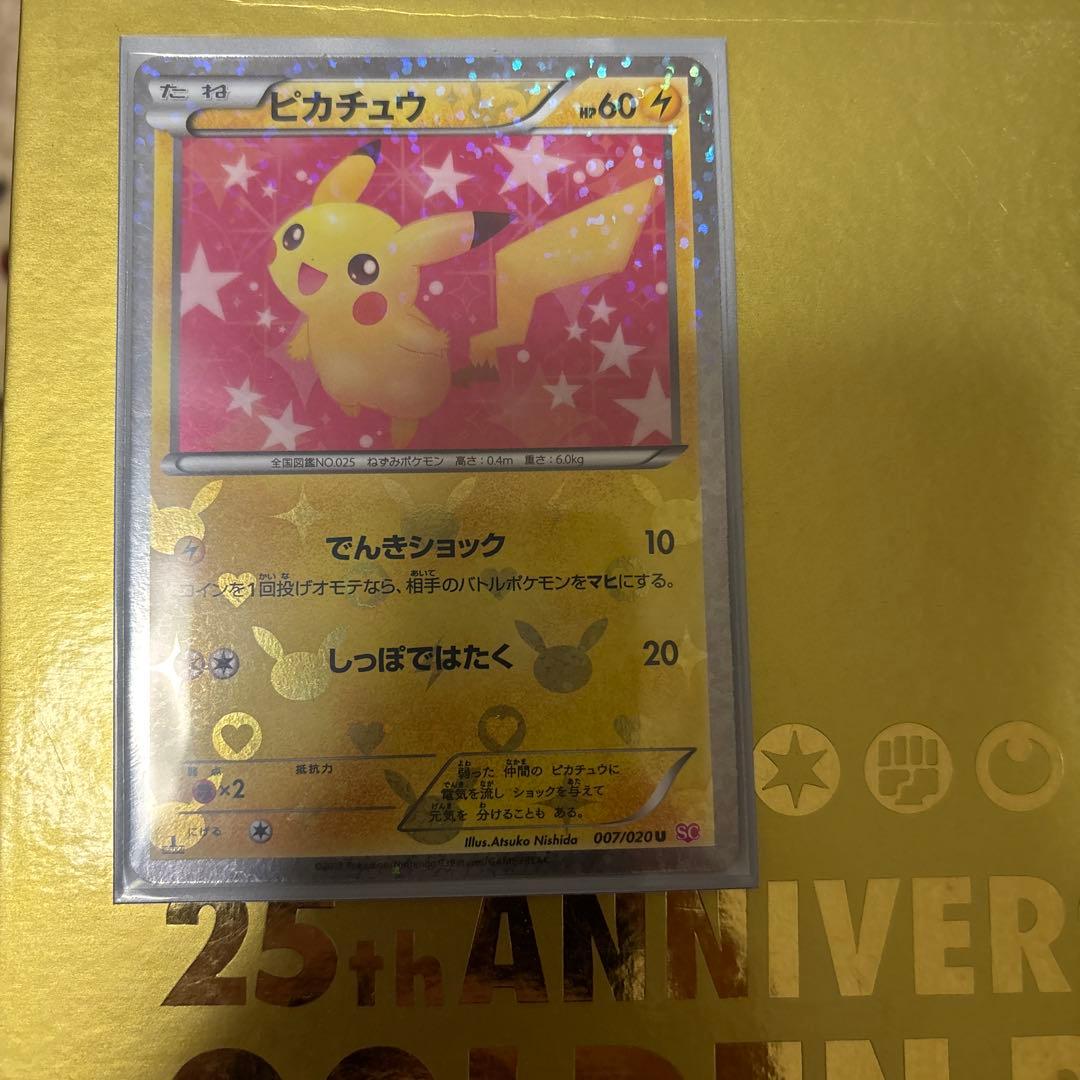 たね ピカチュウ HP60
全国図鑑NO.025 ねずみポケモン 高さ：0.4m 重さ：6.0kg
でんきショック 10
コインを1回投げオモテなら、相手のバトルポケモンをマヒにする。
しっぽではたく 20
弱点 抵抗力
×2
にげる
弱った 仲間の ピカチュウに
電気を流し ショックを与えて
元気を 分けることも ある。
Illus.Atsuko Nishida 007/020 U SC
25th ANNIVER